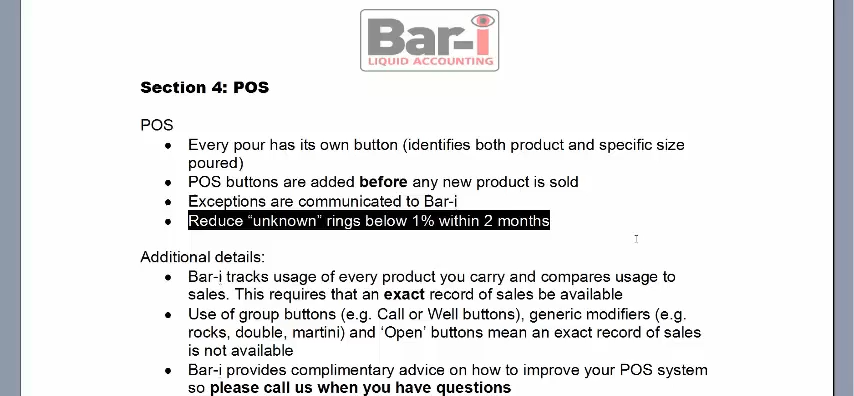 Bar-i
LIQUID ACCOUNTING
Section 4: POS
POS
• Every pour has its own button (identifies both product and specific size
poured)
• POS buttons are added before any new product is sold
• Exceptions are communicated to Bar-i
• Reduce “unknown” rings below 1% within 2 months
Additional details:
• Bar-i tracks usage of every product you carry and compares usage to
sales. This requires that an exact record of sales be available
• Use of group buttons (e.g. Call or Well buttons), generic modifiers (e.g.
rocks, double, martini) and ‘Open’ buttons mean an exact record of sales
is not available
• Bar-i provides complimentary advice on how to improve your POS system
so please call us when you have questions